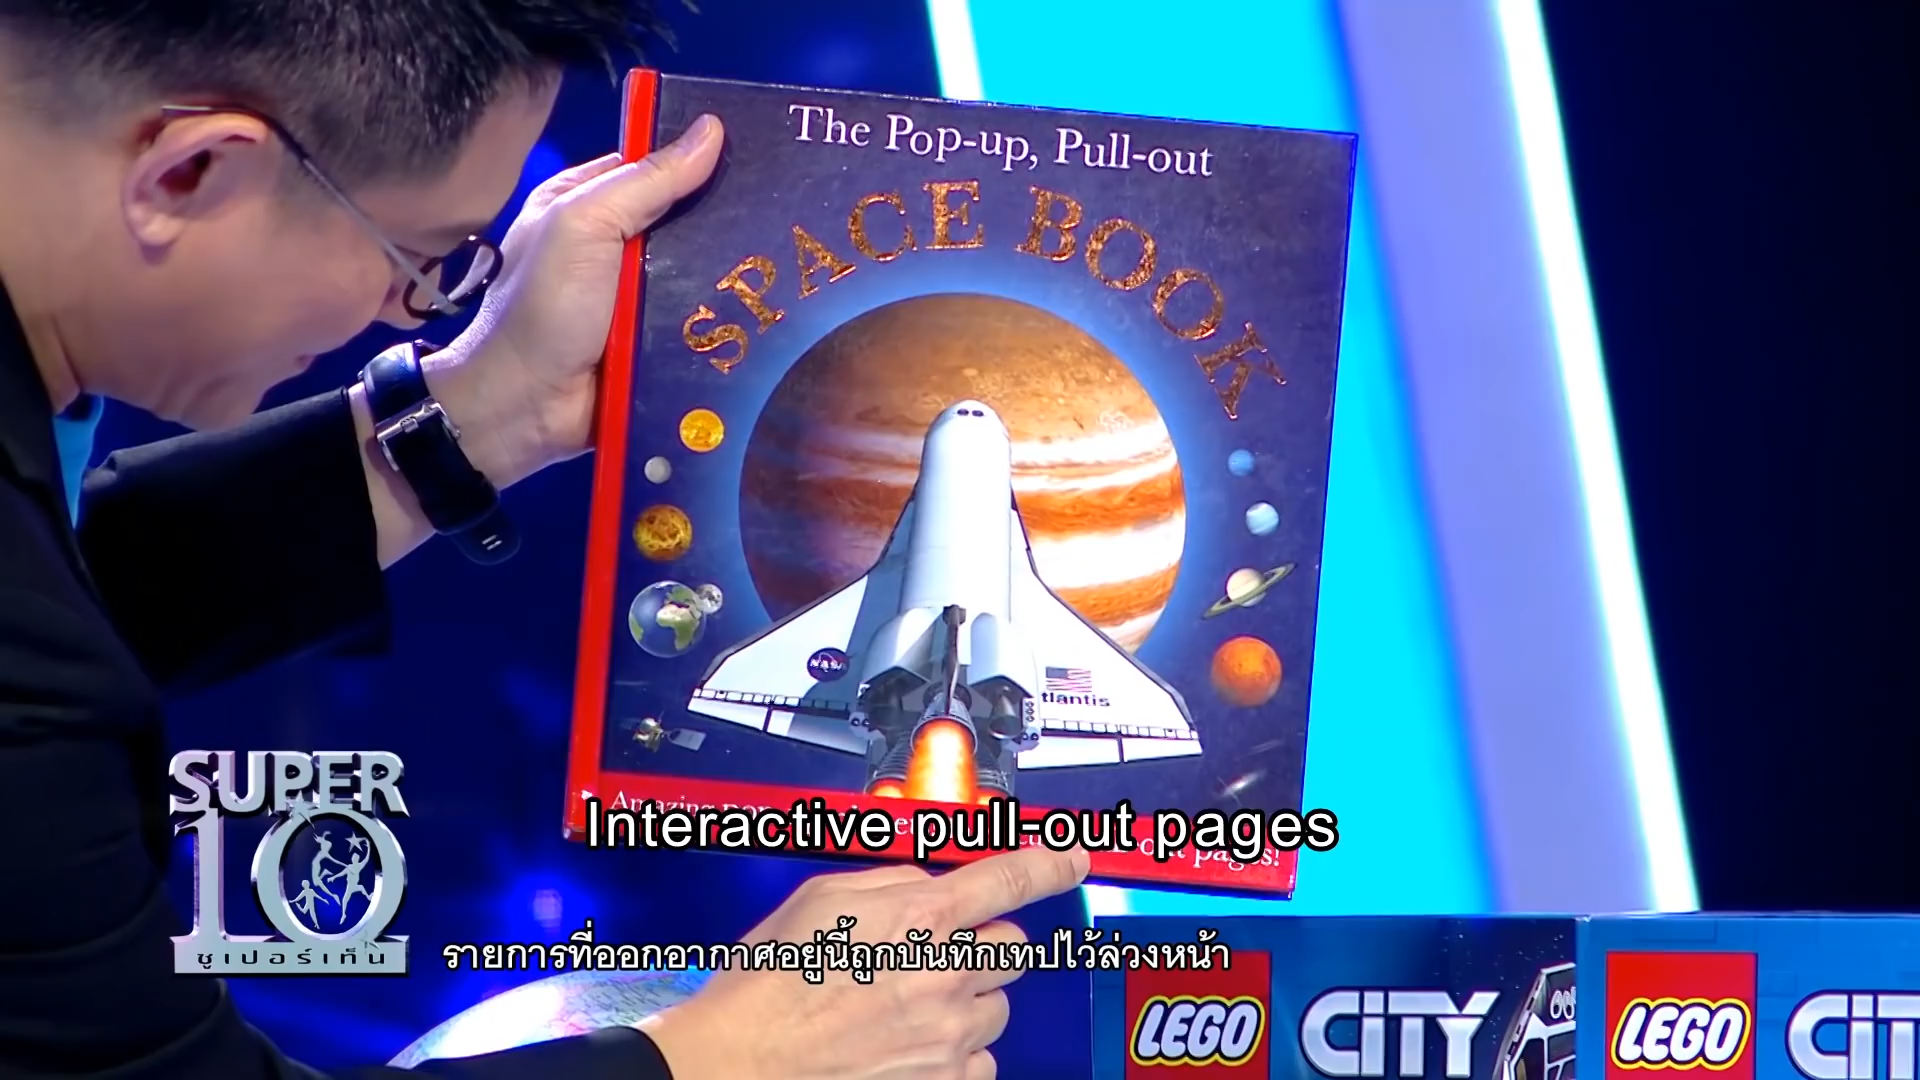 The Pop-up, Pull-out
SPACE BOOK
NASA
tlantis
Amazing
pages!
Interactive pull-out pages
SUPER
10
ซูเปอร์เท็น
รายการที่ออกอากาศอยู่นี้ถูกบันทึกเทปไว้ล่วงหน้า
LEGO CITY
LEGO CIT